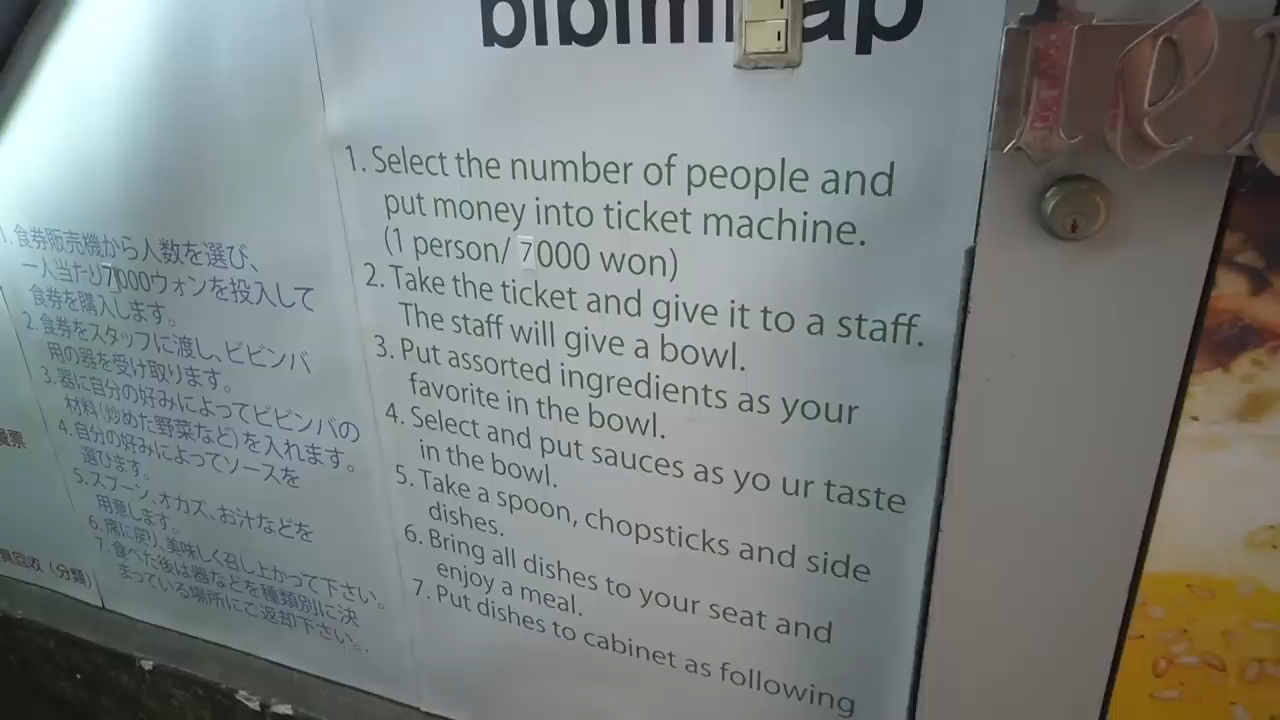 bibim ap
1. Select the number of people and
put money into ticket machine.
(1 person/ 7000 won)
2. Take the ticket and give it to a staff.
The staff will give a bowl.
3. Put assorted ingredients as your
favorite in the bowl.
4. Select and put sauces as yo ur taste
in the bowl.
5. Take a spoon, chopsticks and side
dishes.
6. Bring all dishes to your seat and
enjoy a meal.
7. Put dishes to cabinet as following
1. 食券販売機から人数を選び、
一人当たり7000ウォンを投入して
食券を購入します。
2. 食券をスタッフに渡し、ビビンバ
用の器を受け取ります。
3. 器に自分の好みによってビビンバの
材料(炒めた野菜など)を入れます。
4. 自分の好みによってソースを
選びます。
5. スプーン、オカズ、お汁などを
用意します。
6. 席に戻り、美味しく召し上がって下さい。
7. 食べた後は器などを種類別に決
まっている場所にご返却下さい。
票
回收 (分類)